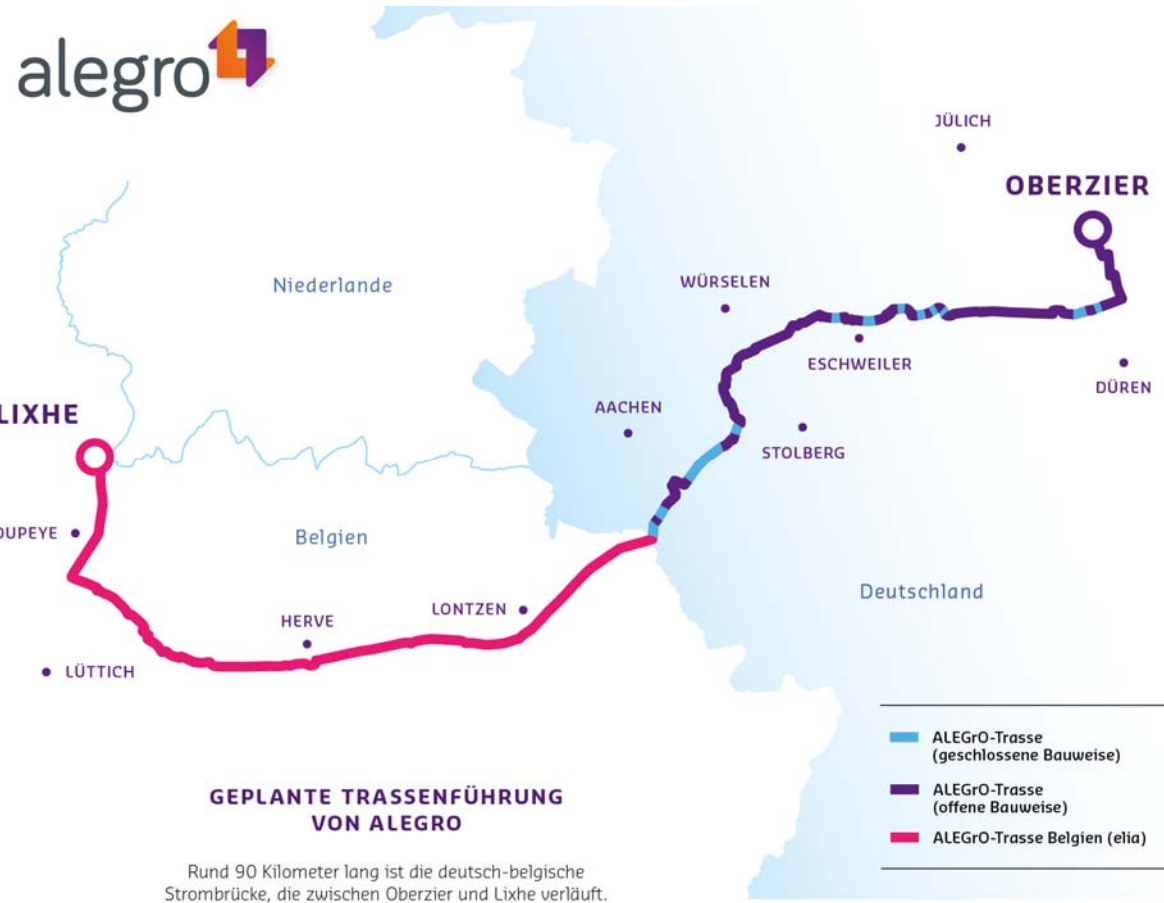 alegro
JÜLICH
OBERZIER
Niederlande
WÜRSELEN
ESCHWEILER
DÜREN
AACHEN
LIXHE
STOLBERG
OUPEYE
Belgien
Deutschland
LONTZEN
HERVE
LÜTTICH
ALEGrO-Trasse
(geschlossene Bauweise)
ALEGrO-Trasse
(offene Bauweise)
ALEGrO-Trasse Belgien (elia)
GEPLANTE TRASSENFÜHRUNG
VON ALEGRO
Rund 90 Kilometer lang ist die deutsch-belgische
Strombrücke, die zwischen Oberzier und Lixhe verläuft.